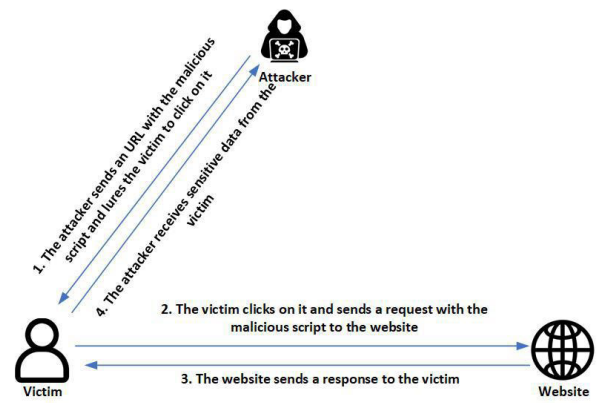 Attacker
1. The attacker sends an URL with the malicious
script and lures the victim to click on it
4. The attacker receives sensitive data from the
victim
2. The victim clicks on it and sends a request with the
malicious script to the website
3. The website sends a response to the victim
Victim
Website